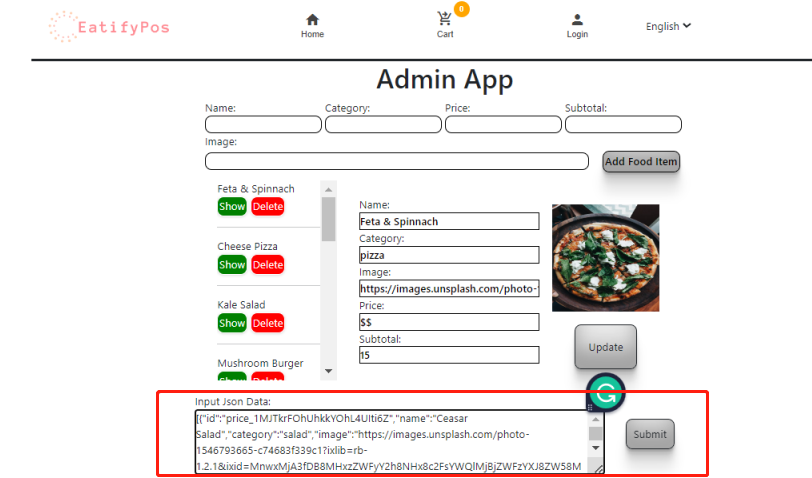 EatifyPos
0
Home
Cart
Login
English
Admin App
Name:
Category:
Price:
Subtotal:
Image:
Add Food Item
Feta & Spinnach
Show Delete
Cheese Pizza
Show Delete
Kale Salad
Show Delete
Mushroom Burger
Show Delete
Name:
Feta & Spinnach
Category:
pizza
Image:
https://images.unsplash.com/photo-
Price:
$$
Subtotal:
15
Update
Input Json Data:
[{"id":"price_1MJTkrFOhUhkkYOhL4UIti6Z","name":"Ceasar
Salad","category":"salad","image":"https://images.unsplash.com/photo-
1546793665-c74683f339c1?ixlib=rb-
1.2.1&ixid=MnwxMjA3fDB8MHxzZWFyY2h8NHx8c2FsYWQlMjBjZWFzYXJ8ZW58M
Submit